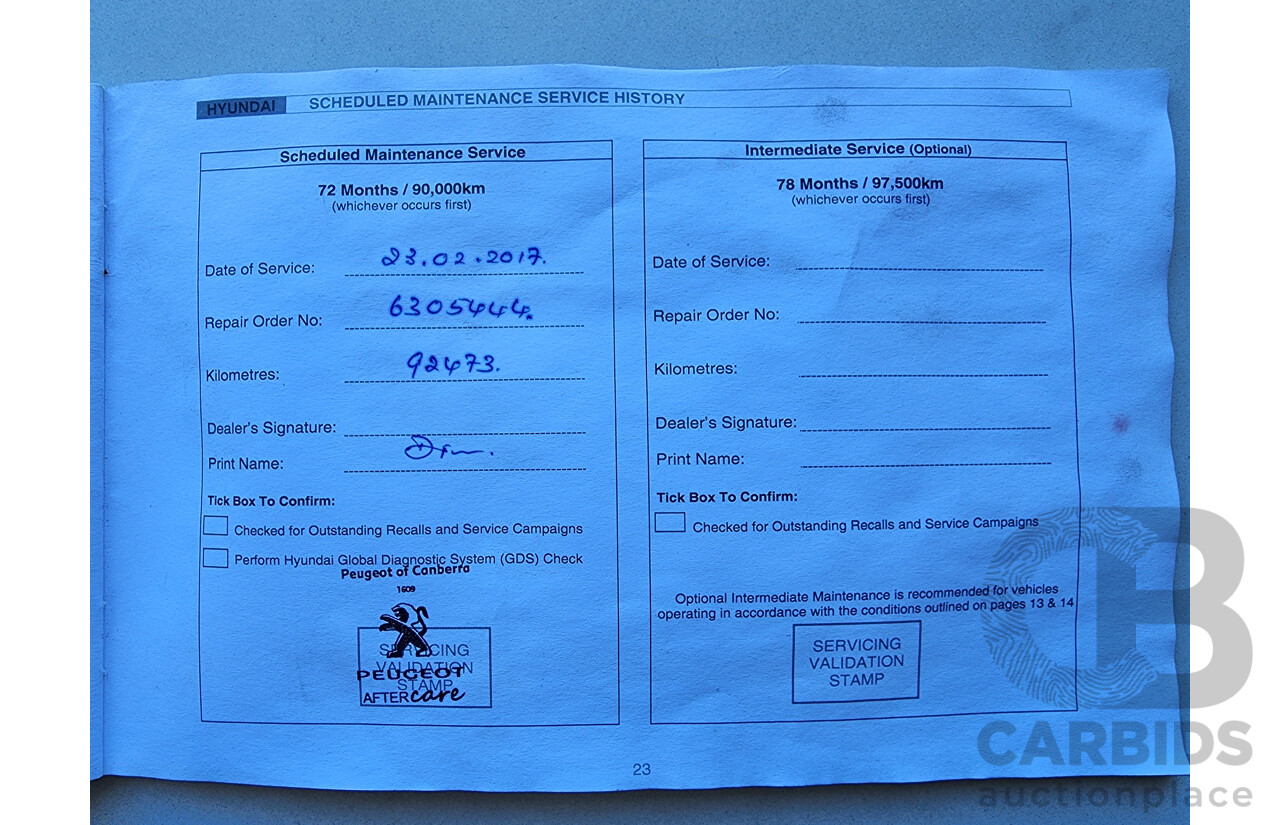 HYUNDAI SCHEDULED MAINTENANCE SERVICE HISTORY
Scheduled Maintenance Service
72 Months / 90,000km
(whichever occurs first)
Date of Service: 23.02.2017.
Repair Order No: 6305444.
Kilometres: 92473.
Dealer's Signature:
Print Name:
Tick Box To Confirm:
Checked for Outstanding Recalls and Service Campaigns
Perform Hyundai Global Diagnostic System (GDS) Check
Peugeot of Canberra
1609
SERVICING
VALIDATION
PEUGEOT
STAMP
AFTERcare
Intermediate Service (Optional)
78 Months / 97,500km
(whichever occurs first)
Date of Service:
Repair Order No:
Kilometres:
Dealer's Signature:
Print Name:
Tick Box To Confirm:
Checked for Outstanding Recalls and Service Campaigns
Optional Intermediate Maintenance is recommended for vehicles
operating in accordance with the conditions outlined on pages 13 & 14
SERVICING
VALIDATION
STAMP
23
CB
CARBIDS
auctionplace